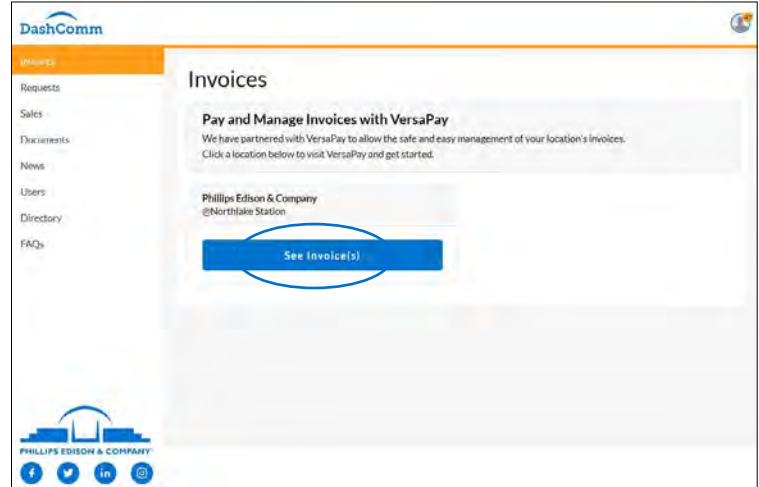 DashComm
Invoices
Requests
Sales
Documents
News
Users
Directory
FAQs
Invoices
Pay and Manage Invoices with VersaPay
We have partnered with VersaPay to allow the safe and easy management of your location's invoices.
Click a location below to visit VersaPay and get started.
Phillips Edison & Company
@Northlake Station
See Invoice(s)
PHILLIPS EDISON & COMPANY